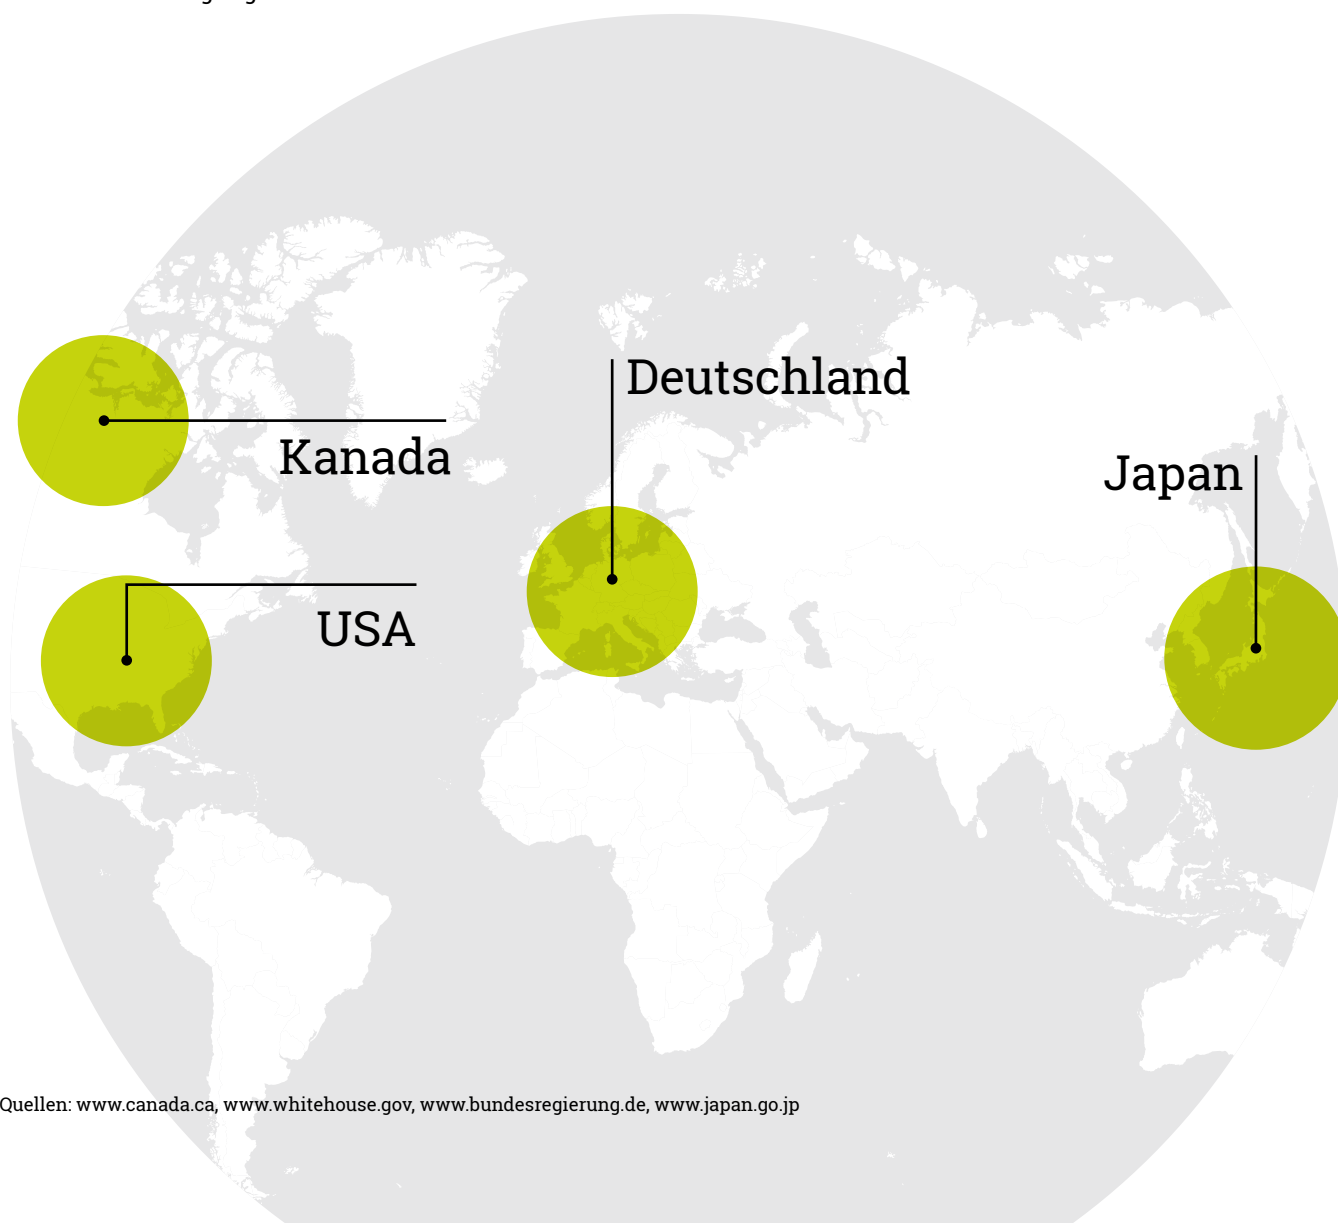 Deutschland
Kanada
Japan
USA
Quellen: www.canada.ca, www.whitehouse.gov, www.bundesregierung.de, www.japan.go.jp